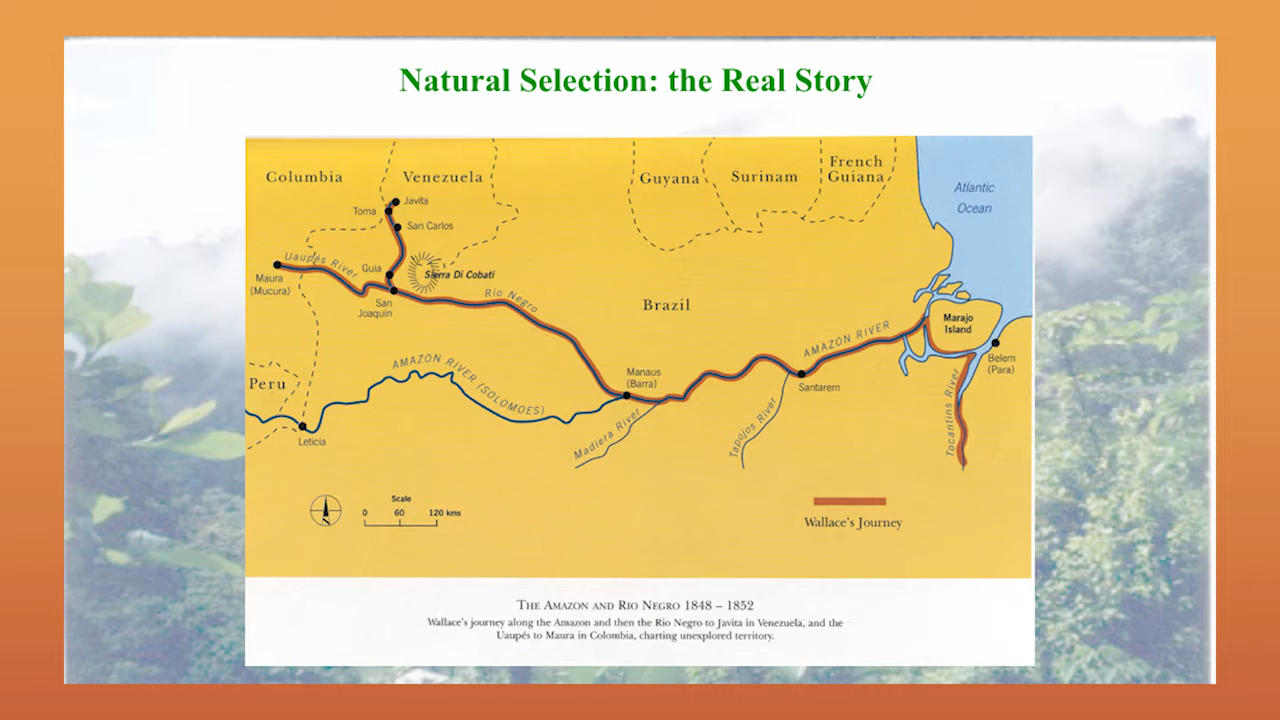 Natural Selection: the Real Story
Columbia
Venezuela
Guyana
Surinam
French
Guiana
Atlantic
Ocean
Javita
Toma
San Carlos
Uaupés River
Guia
Sierra Di Cobati
Maura
(Mucura)
San
Joaquin
Rio Negro
Brazil
Marajo
Island
AMAZON RIVER
Belem
(Para)
Peru
AMAZON RIVER (SOLOMOES)
Manaus
(Barra)
Santarem
Leticia
Madiera River
Tapojos River
Tocantins River
Scale
0 60 120 kms
N
Wallace's Journey
The Amazon and Rio Negro 1848 – 1852
Wallace's journey along the Amazon and then the Rio Negro to Javita in Venezuela, and the
Uaupés to Maura in Colombia, charting unexplored territory.